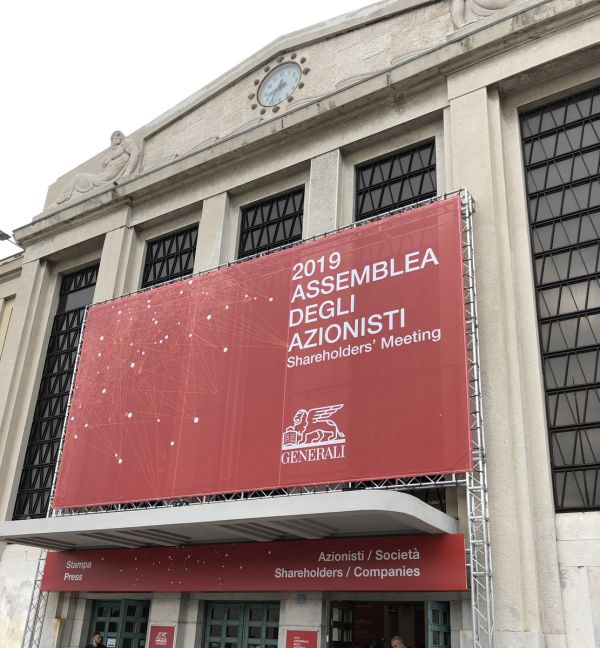 2019
ASSEMBLEA
DEGLI
AZIONISTI
Shareholders' Meeting
GENERALI
Stampa
Press
Azionisti / Società
Shareholders / Companies